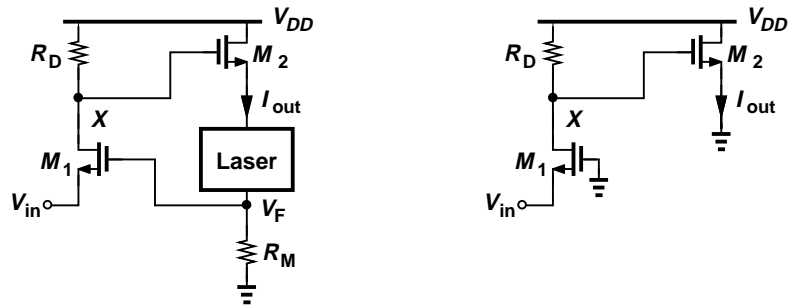 V_DD
R_D
M_2
I_out
X
M_1
Laser
V_in
V_F
R_M
V_DD
R_D
M_2
I_out
X
M_1
V_in